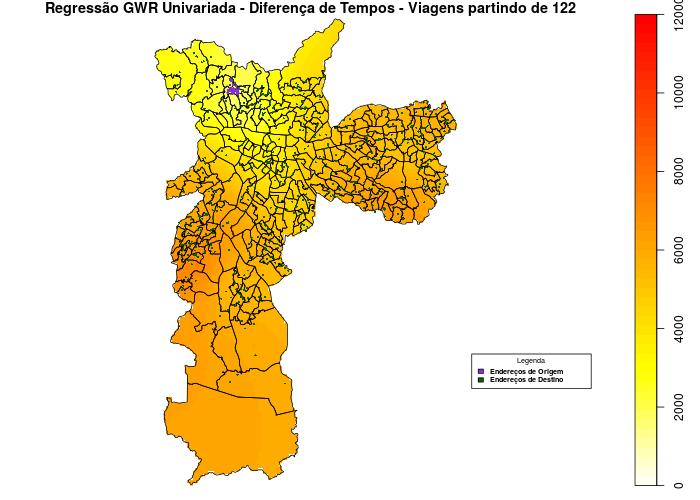 Regressão GWR Univariada - Diferença de Tempos - Viagens partindo de 122
12000
10000
8000
6000
4000
2000
0
Legenda
Endereços de Origem
Endereços de Destino